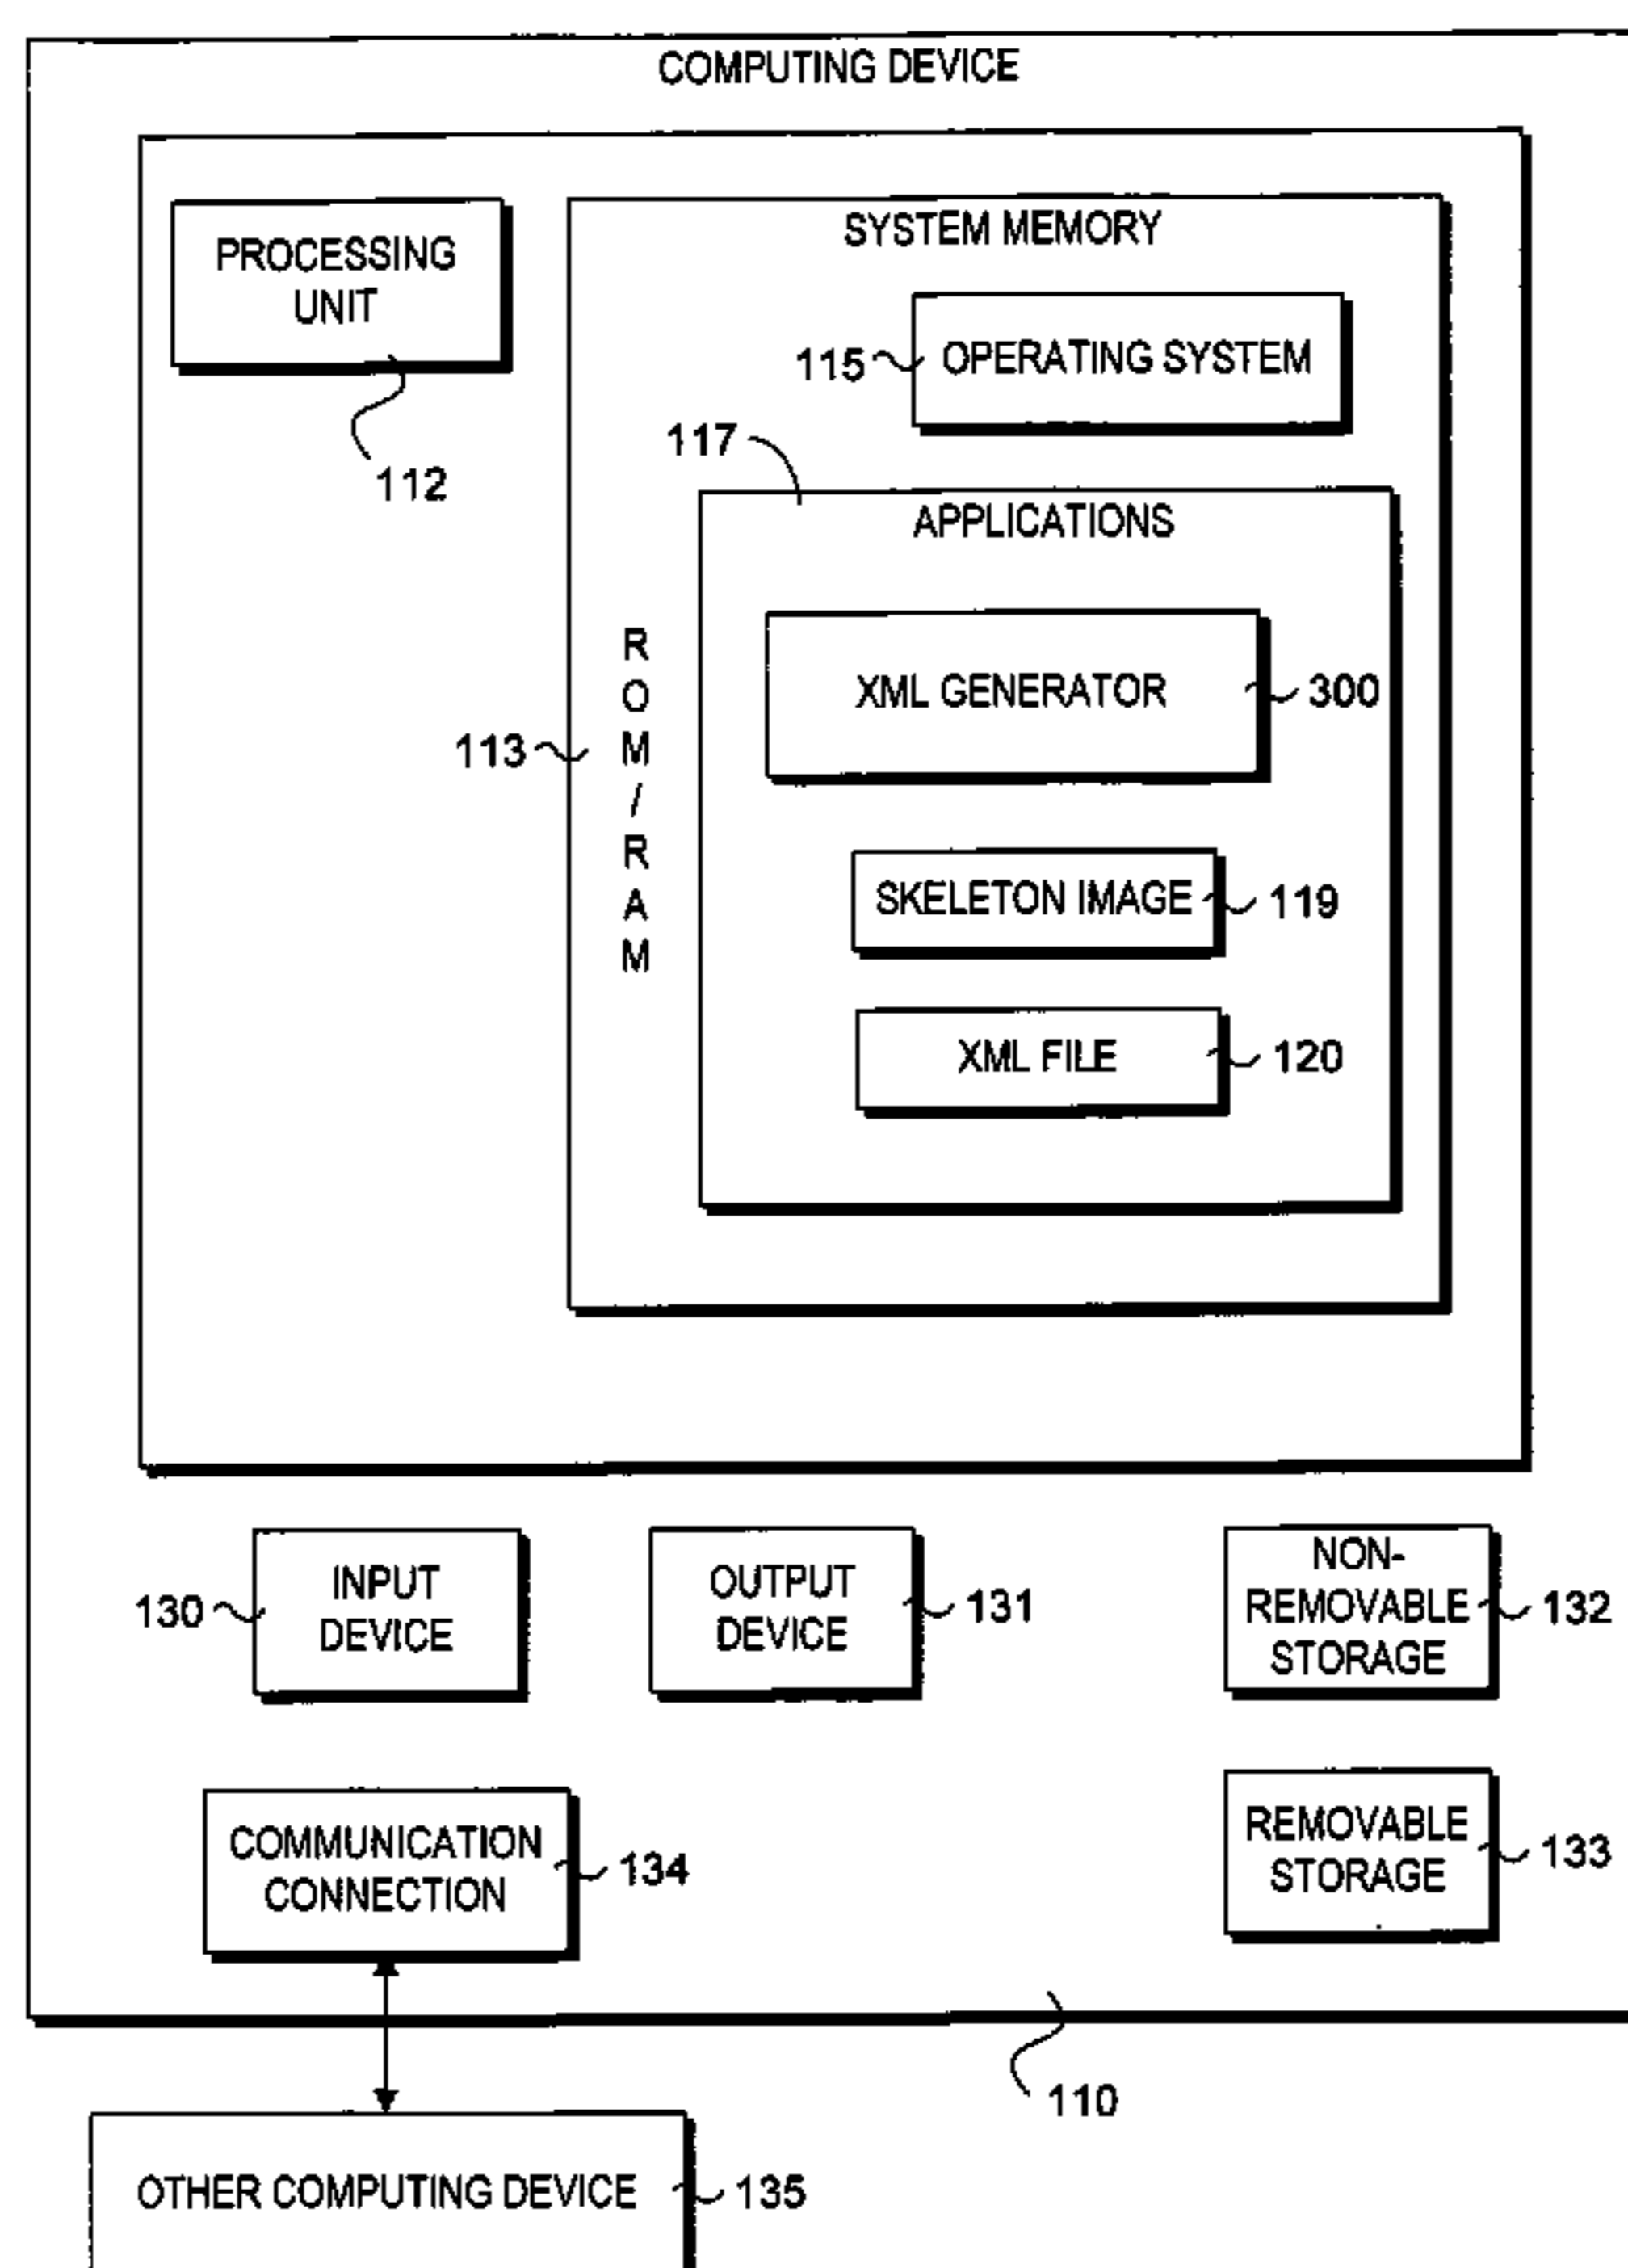 COMPUTING DEVICE
PROCESSING
UNIT
112
SYSTEM MEMORY
115
OPERATING SYSTEM
117
APPLICATIONS
XML GENERATOR
300
113
ROM/RAM
SKELETON IMAGE
119
XML FILE
120
130
INPUT
DEVICE
OUTPUT
DEVICE
131
NON-
REMOVABLE
STORAGE
132
COMMUNICATION
CONNECTION
134
REMOVABLE
STORAGE
133
110
OTHER COMPUTING DEVICE
135